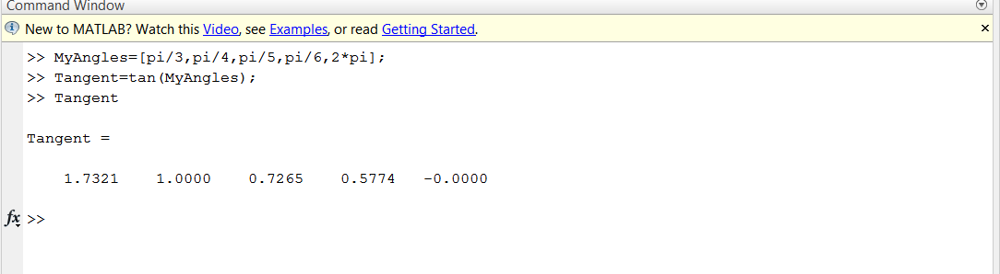 Command Window
New to MATLAB? Watch this Video, see Examples, or read Getting Started.
>> MyAngles=[pi/3,pi/4,pi/5,pi/6,2*pi];
>> Tangent=tan(MyAngles);
>> Tangent
Tangent =
1.7321    1.0000    0.7265    0.5774   -0.0000
fx >>